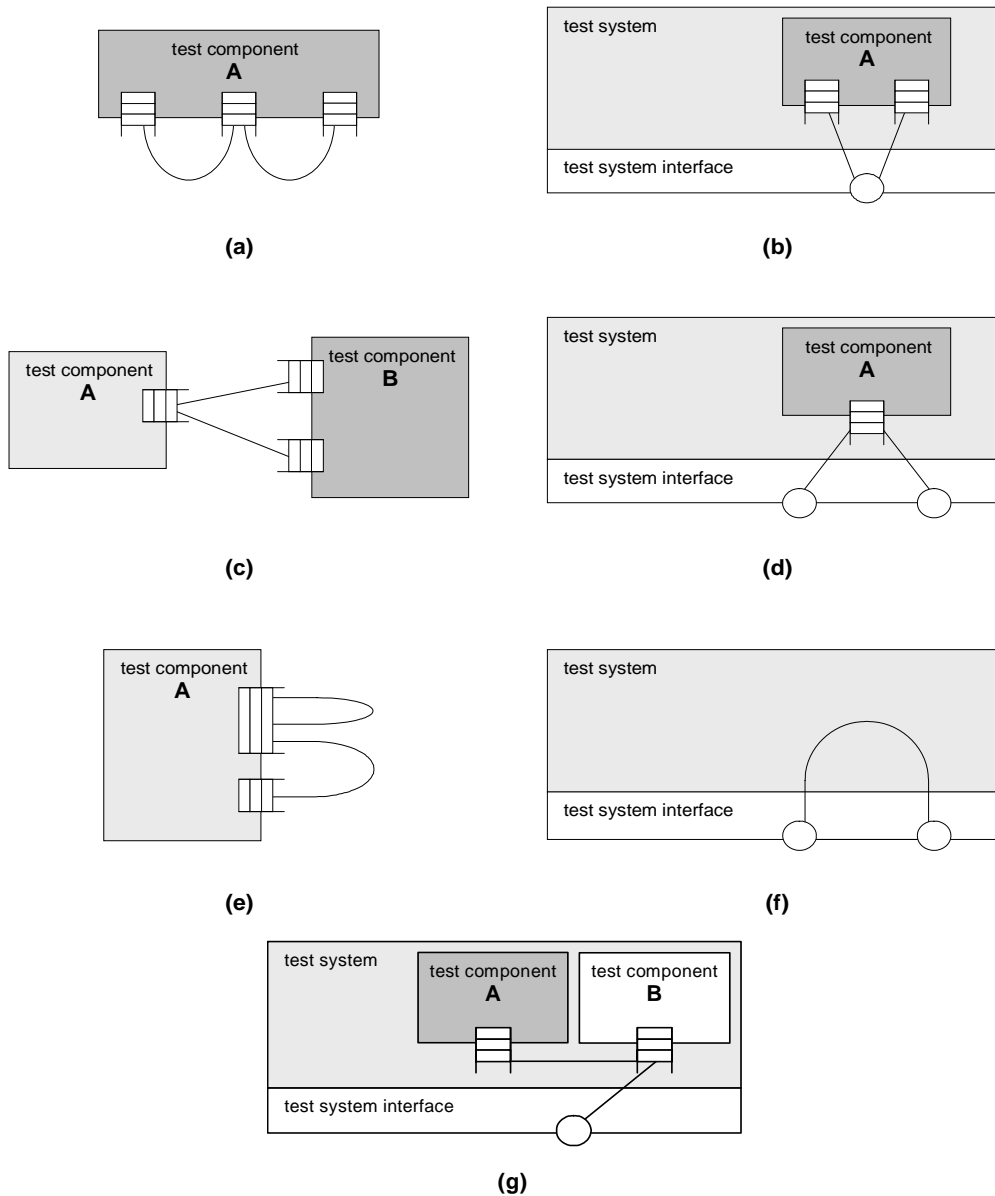 test component
A
(a)
test system
test component
A
test system interface
(b)
test component
A
test component
B
(c)
test system
test component
A
test system interface
(d)
test component
A
(e)
test system
test system interface
(f)
test system
test component
A
test component
B
test system interface
(g)